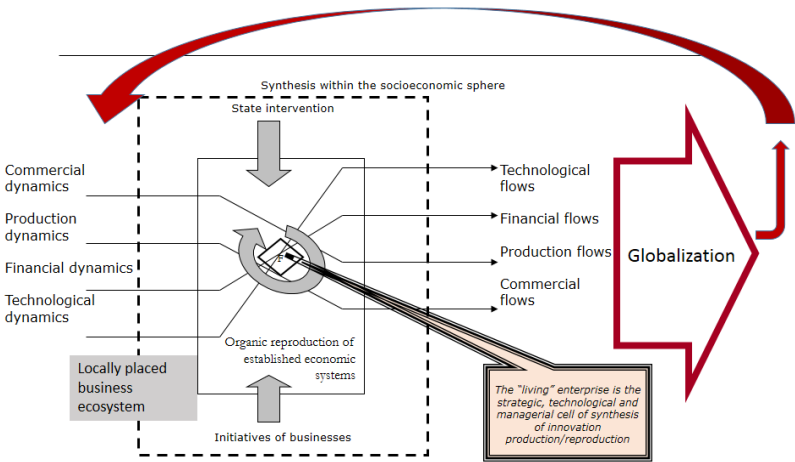 Synthesis within the socioeconomic sphere
State intervention
Commercial
dynamics
Production
dynamics
Financial dynamics
Technological
dynamics
Technological
flows
Financial flows
Production flows
Commercial
flows
Globalization
F
Organic reproduction of
established economic
systems
Locally placed
business
ecosystem
Initiatives of businesses
The “living” enterprise is the
strategic, technological and
managerial cell of synthesis
of innovation
production/reproduction